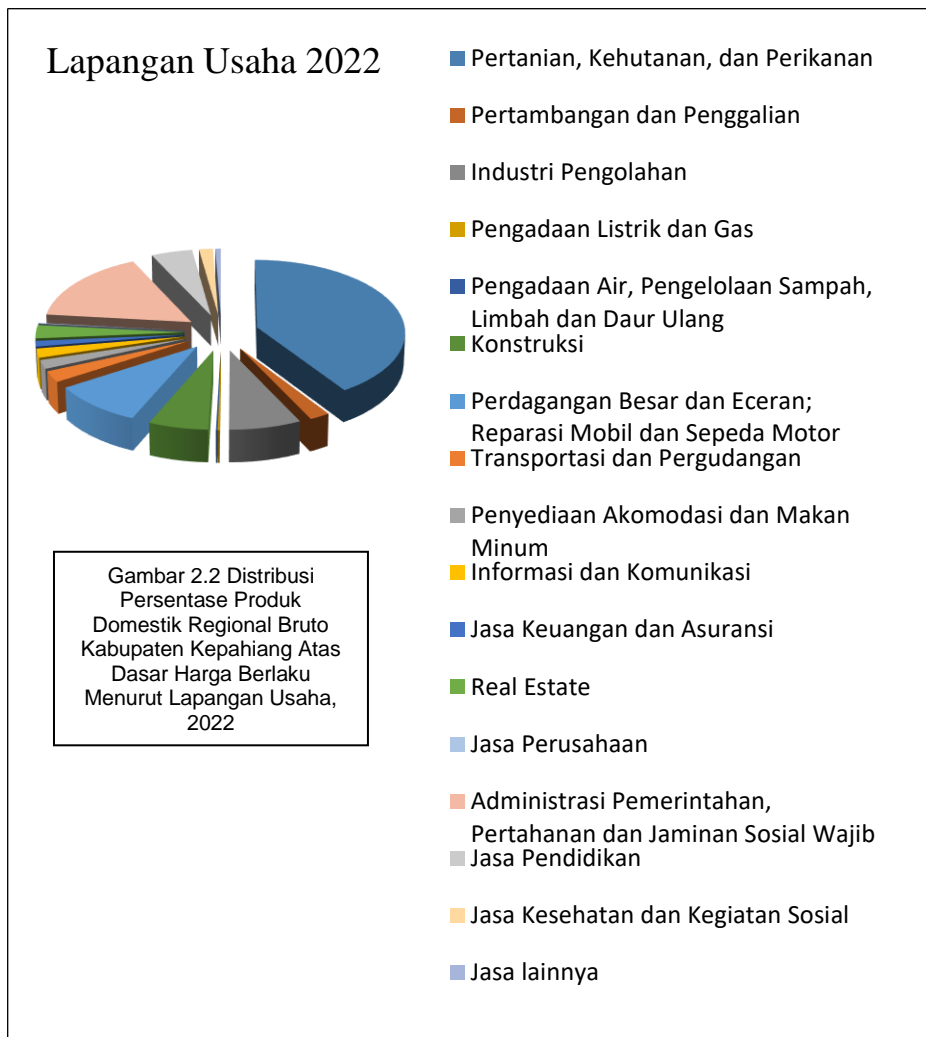 Lapangan Usaha 2022
Pertanian, Kehutanan, dan Perikanan
Pertambangan dan Penggalian
Industri Pengolahan
Pengadaan Listrik dan Gas
Pengadaan Air, Pengelolaan Sampah,
Limbah dan Daur Ulang
Konstruksi
Perdagangan Besar dan Eceran;
Reparasi Mobil dan Sepeda Motor
Transportasi dan Pergudangan
Penyediaan Akomodasi dan Makan
Minum
Informasi dan Komunikasi
Jasa Keuangan dan Asuransi
Real Estate
Jasa Perusahaan
Administrasi Pemerintahan,
Pertahanan dan Jaminan Sosial Wajib
Jasa Pendidikan
Jasa Kesehatan dan Kegiatan Sosial
Jasa lainnya
Gambar 2.2 Distribusi
Persentase Produk
Domestik Regional Bruto
Kabupaten Kepahiang Atas
Dasar Harga Berlaku
Menurut Lapangan Usaha,
2022